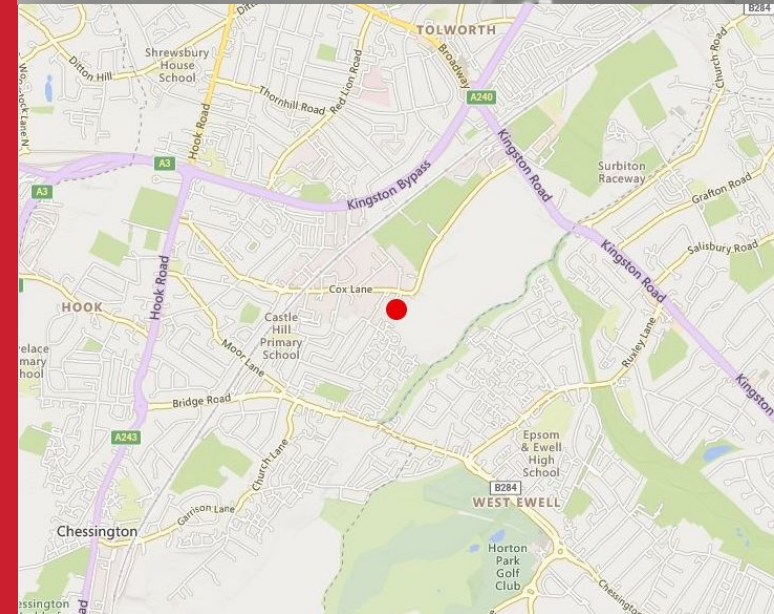 B284
TOLWORTH
Broadway
Shrewsbury
House
School
Ditton Hill
Church Road
Red Lion Road
Thornhill Road
A240
Hook Road
Kingston Road
A3
A3
Kingston Bypass
Surbiton
Raceway
Grafton Road
Salisbury Road
Kingston Road
Hook Road
Cox Lane
HOOK
Castle
Hill
Primary
School
Moor Lane
Ruxley Lane
Bridge Road
Kingston
A243
Church Lane
Epsom
& Ewell
High
School
B284
WEST EWELL
Garrison Lane
Chessington
Horton
Park
Golf
Club
Chessington